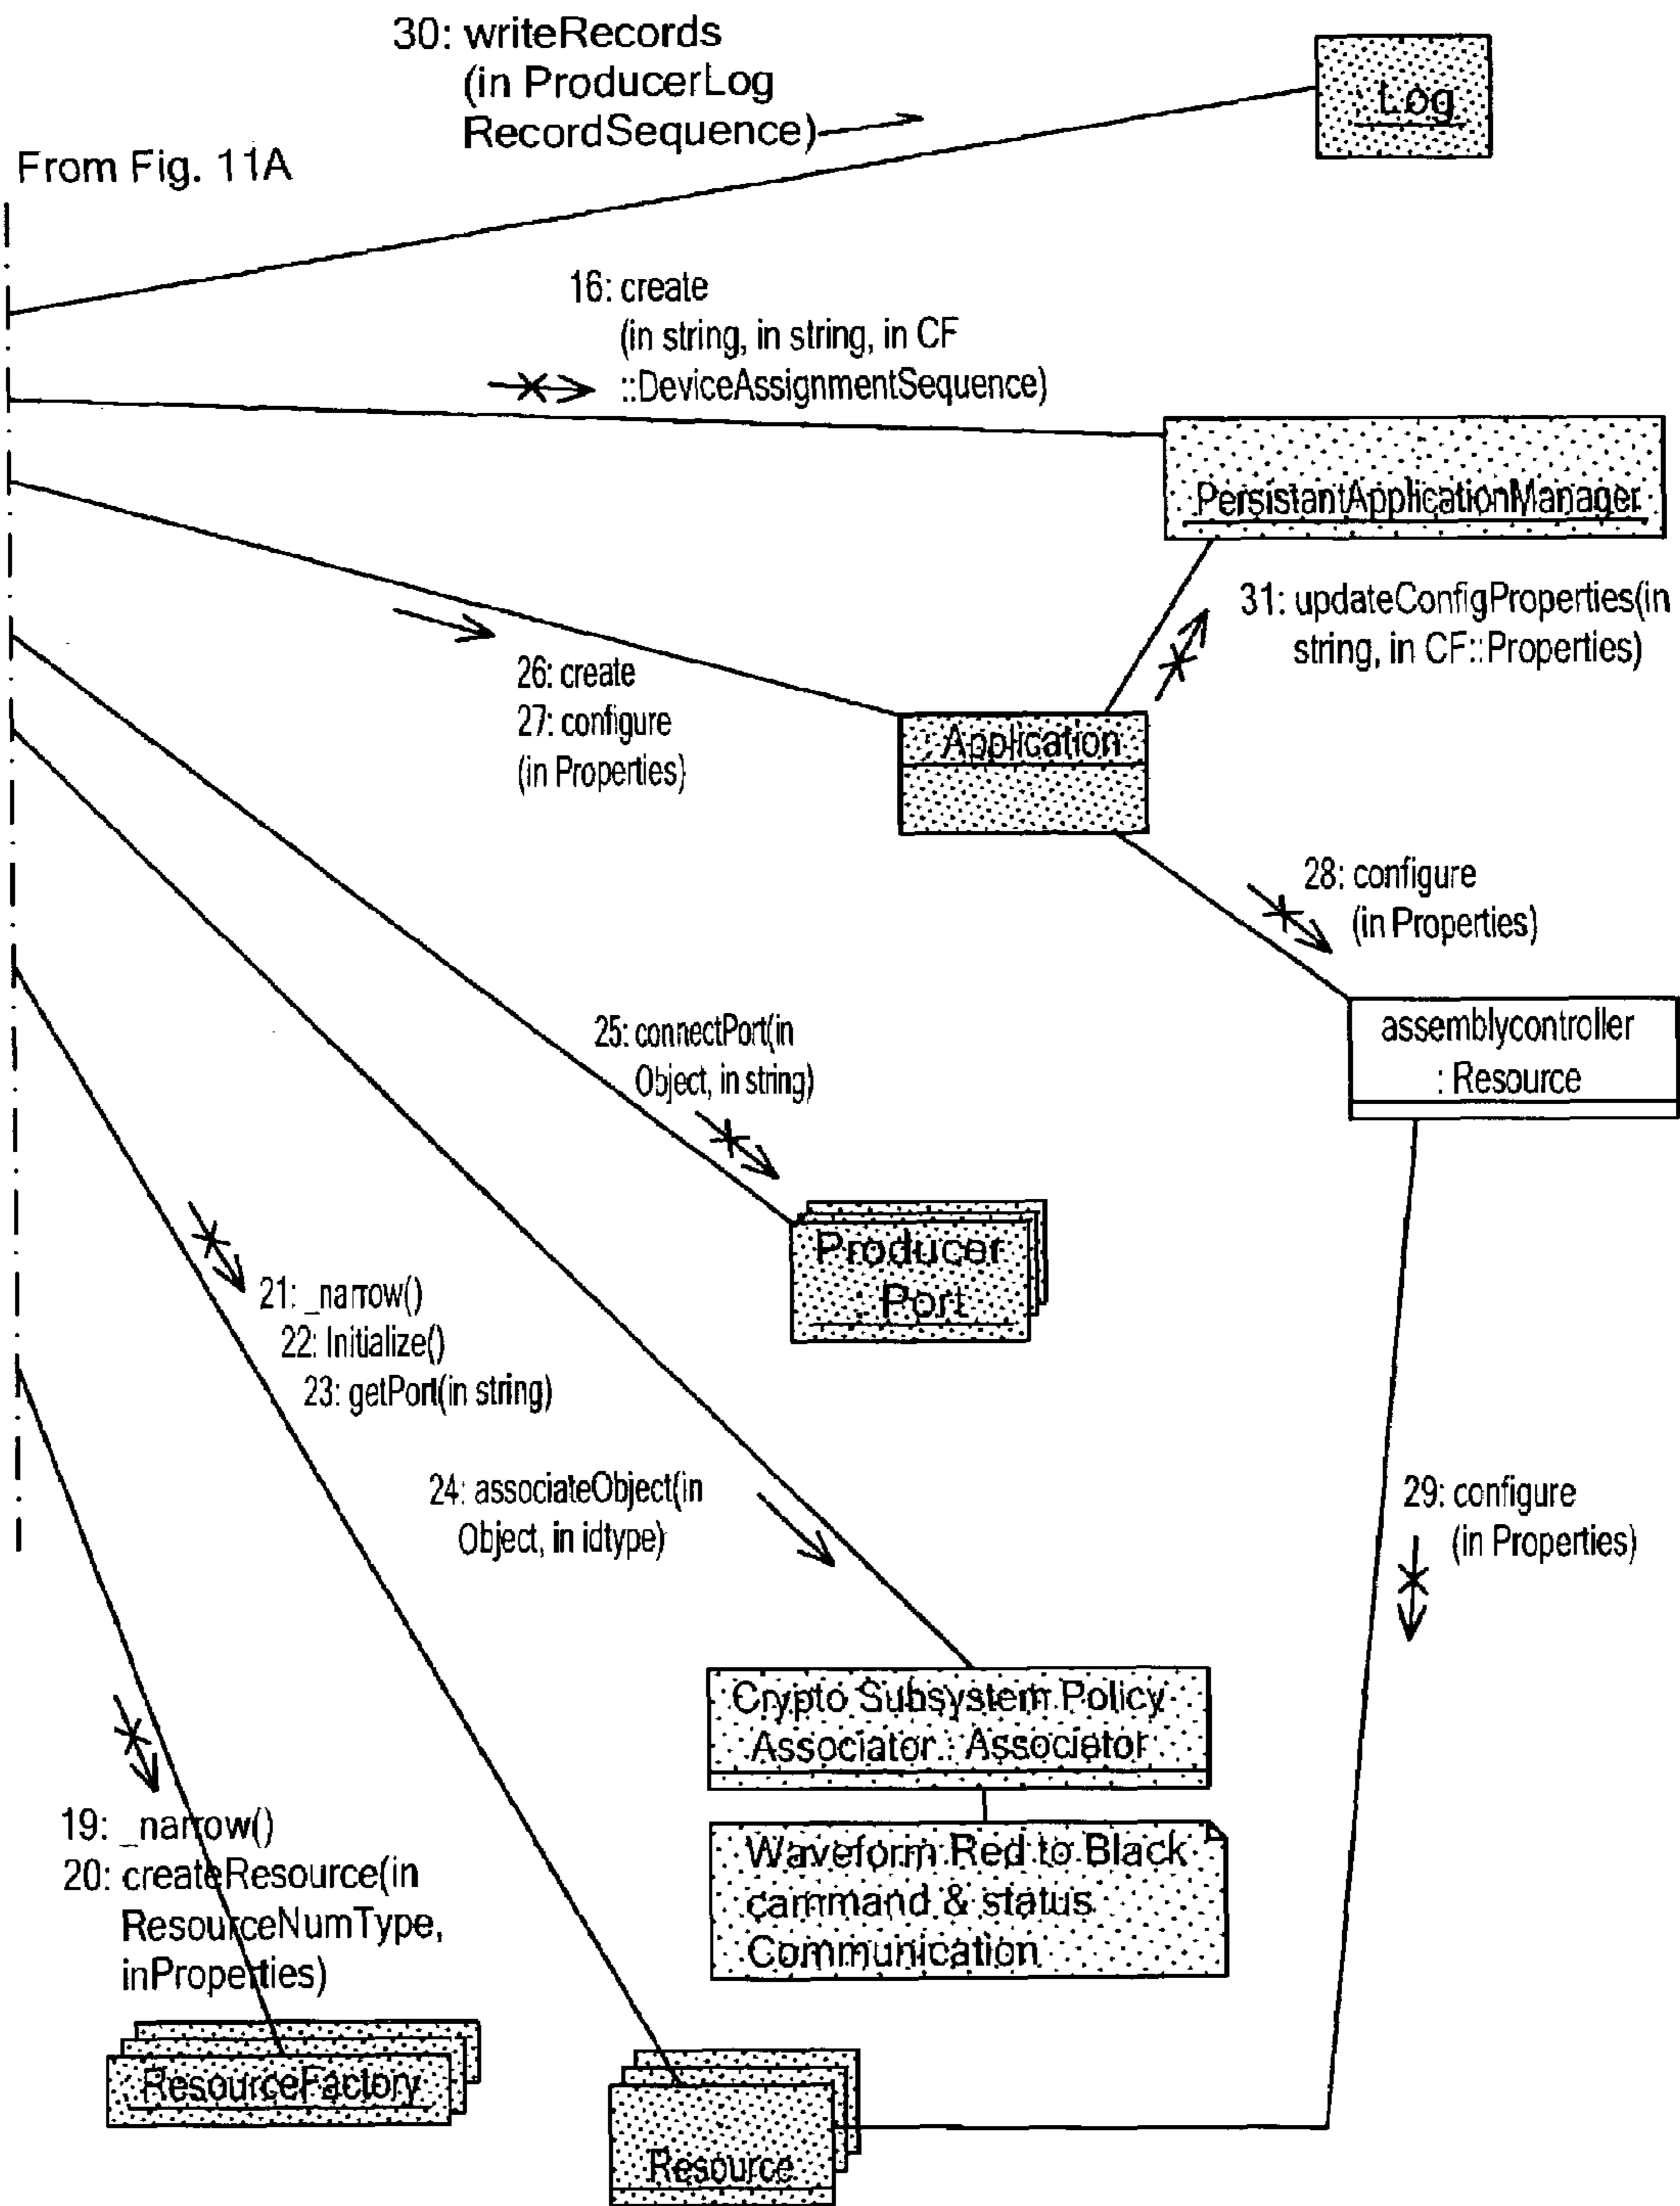 30: writeRecords
(in ProducerLog
RecordSequence)
: Log
From Fig. 11A
16: create
(in string, in string, in CF
::DeviceAssignmentSequence)
: PersistantApplicationManager
31: updateConfigProperties(in
string, in CF::Properties)
26: create
27: configure
(in Properties)
: Application
28: configure
(in Properties)
25: connectPort(in
Object, in string)
assemblycontroller
: Resource
Producer
: Port
21: _narrow()
22: Initialize()
23: getPort(in string)
24: associateObject(in
Object, in idtype)
29: configure
(in Properties)
Crypto Subsystem Policy
Associator : Associator
Waveform Red to Black
cammand & status
Communication
19: _narrow()
20: createResource(in
ResourceNumType,
inProperties)
: ResourceFactory
: Resource